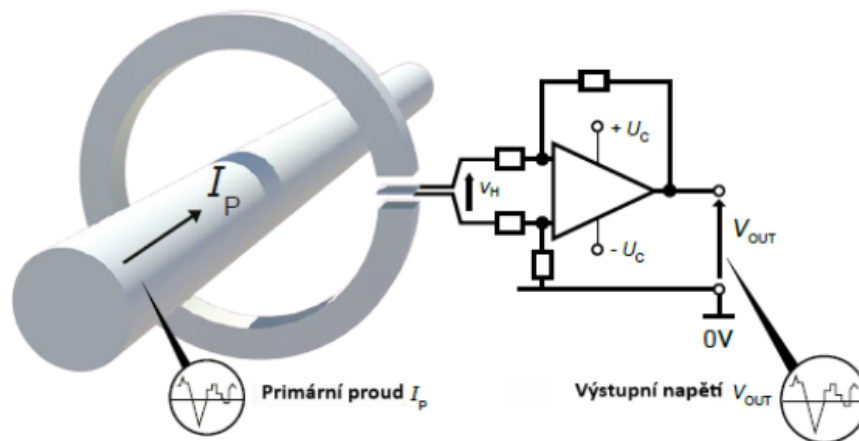 + U_C
I_P
v_H
V_OUT
- U_C
0V
Primární proud I_P
Výstupní napětí V_OUT